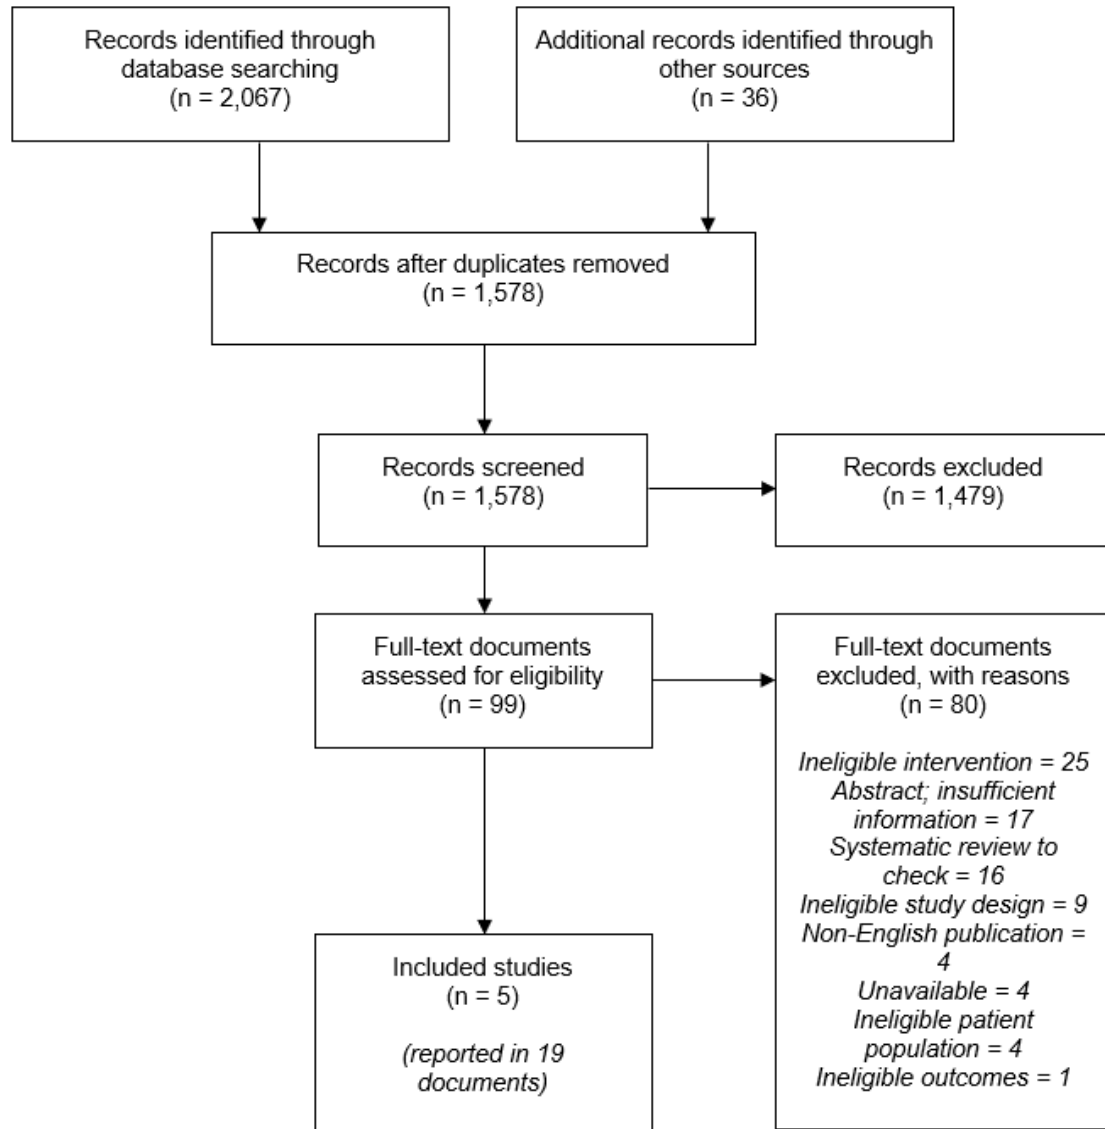 Records identified through
database searching
(n = 2,067)
Additional records identified through
other sources
(n = 36)
Records after duplicates removed
(n = 1,578)
Records screened
(n = 1,578)
Records excluded
(n = 1,479)
Full-text documents
assessed for eligibility
(n = 99)
Full-text documents
excluded, with reasons
(n = 80)
Ineligible intervention = 25
Abstract; insufficient
information = 17
Systematic review to
check = 16
Ineligible study design = 9
Non-English publication =
4
Unavailable = 4
Ineligible patient
population = 4
Ineligible outcomes = 1
Included studies
(n = 5)
(reported in 19
documents)